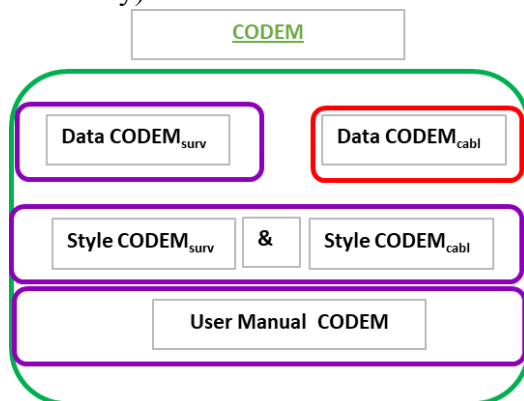 y)
CODEM
Data CODEMsurv Data CODEMcabl
Style CODEMsurv & Style CODEMcabl
User Manual CODEM